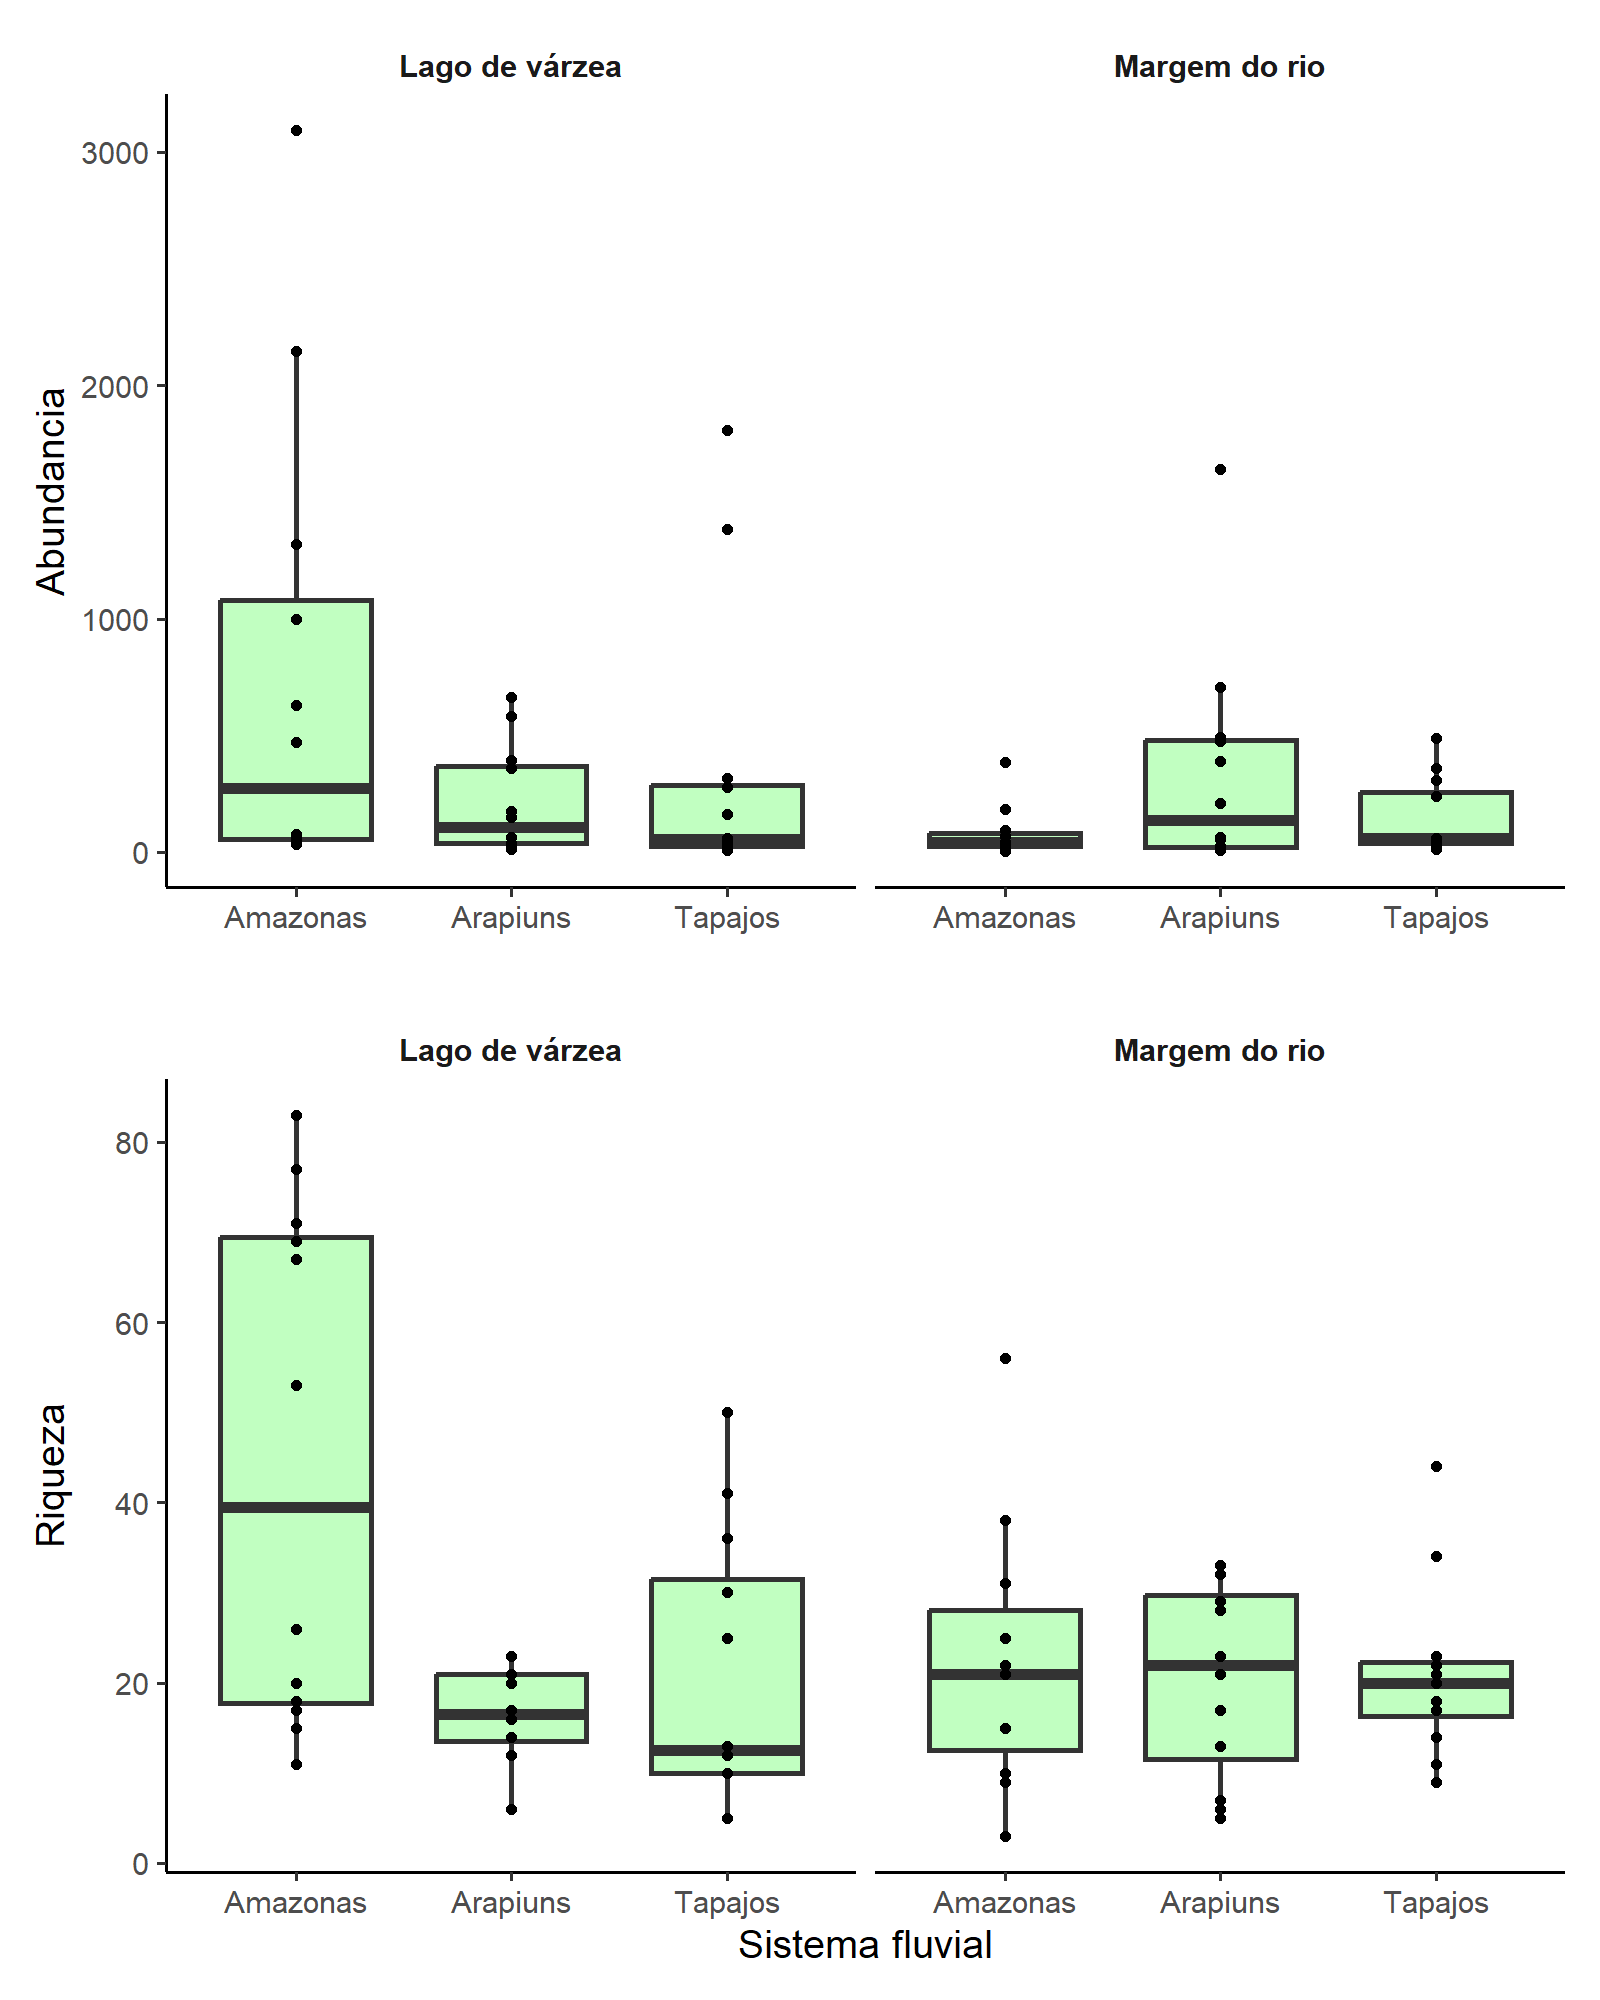 Lago de várzea Margem do rio
3000
2000
1000
0
Abundancia
Amazonas Arapiuns Tapajos Amazonas Arapiuns Tapajos
Lago de várzea Margem do rio
80
60
40
20
0
Riqueza
Amazonas Arapiuns Tapajos Amazonas Arapiuns Tapajos
Sistema fluvial